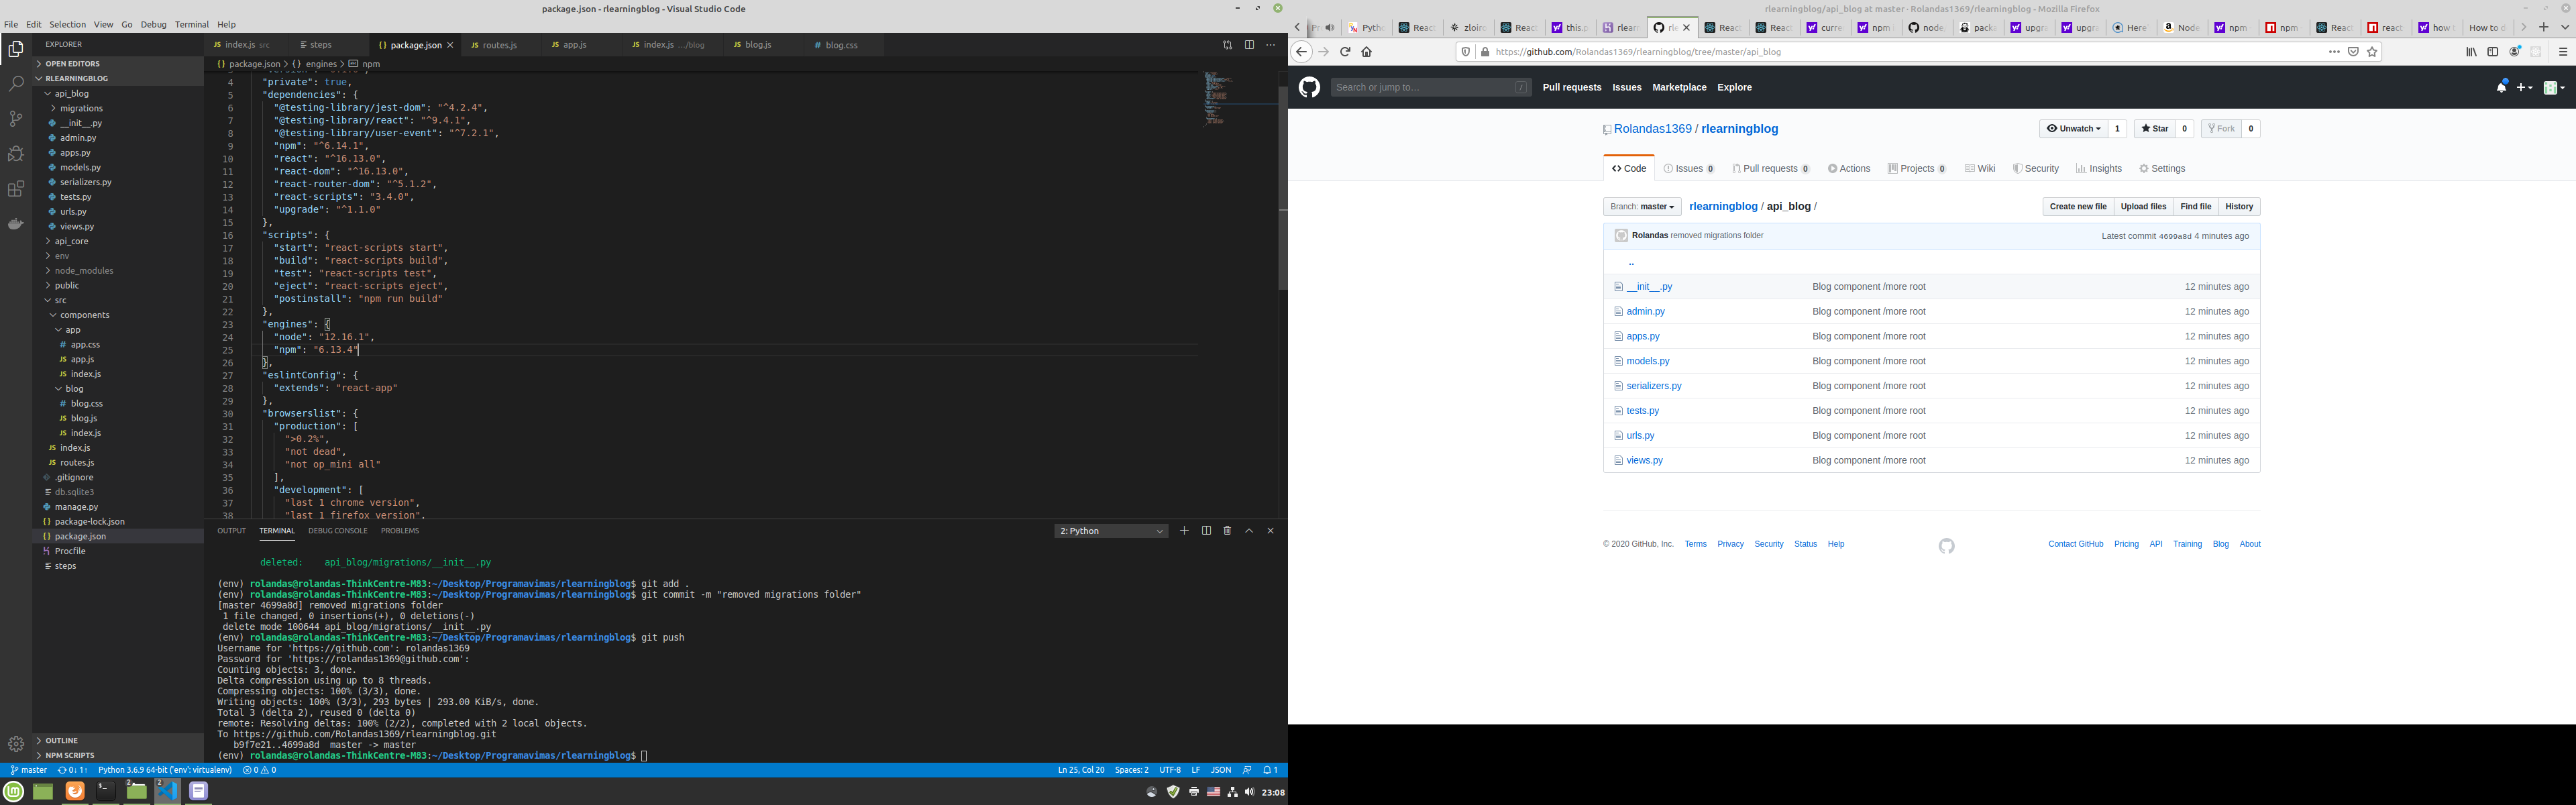 package.json - rlearningblog - Visual Studio Code
File Edit Selection View Go Debug Terminal Help
EXPLORER
OPEN EDITORS
RLEARNINGBLOG
api_blog
migrations
__init__.py
admin.py
apps.py
models.py
serializers.py
tests.py
urls.py
views.py
api_core
env
node_modules
public
src
components
app
app.css
app.js
index.js
blog
blog.css
blog.js
index.js
index.js
routes.js
.gitignore
db.sqlite3
manage.py
package-lock.json
package.json
Procfile
steps
OUTLINE
NPM SCRIPTS
index.js src steps package.json routes.js app.js index.js .../blog blog.js blog.css
package.json > engines > npm
4 "private": true,
5 "dependencies": {
6 "@testing-library/jest-dom": "^4.2.4",
7 "@testing-library/react": "^9.4.1",
8 "@testing-library/user-event": "^7.2.1",
9 "npm": "^6.14.1",
10 "react": "^16.13.0",
11 "react-dom": "^16.13.0",
12 "react-router-dom": "^5.1.2",
13 "react-scripts": "3.4.0",
14 "upgrade": "^1.1.0"
15 },
16 "scripts": {
17 "start": "react-scripts start",
18 "build": "react-scripts build",
19 "test": "react-scripts test",
20 "eject": "react-scripts eject",
21 "postinstall": "npm run build"
22 },
23 "engines": {
24 "node": "12.16.1",
25 "npm": "6.13.4"
26 },
27 "eslintConfig": {
28 "extends": "react-app"
29 },
30 "browserslist": {
31 "production": [
32 ">0.2%",
33 "not dead",
34 "not op_mini all"
35 ],
36 "development": [
37 "last 1 chrome version",
38 "last 1 firefox version",
OUTPUT TERMINAL DEBUG CONSOLE PROBLEMS 2: Python
deleted: api_blog/migrations/__init__.py
(env) rolandas@rolandas-ThinkCentre-M83:~/Desktop/Programavimas/rlearningblog$ git add .
(env) rolandas@rolandas-ThinkCentre-M83:~/Desktop/Programavimas/rlearningblog$ git commit -m "removed migrations folder"
[master 4699a8d] removed migrations folder
1 file changed, 0 insertions(+), 0 deletions(-)
delete mode 100644 api_blog/migrations/__init__.py
(env) rolandas@rolandas-ThinkCentre-M83:~/Desktop/Programavimas/rlearningblog$ git push
Username for 'https://github.com': rolandas1369
Password for 'https://rolandas1369@github.com':
Counting objects: 3, done.
Delta compression using up to 8 threads.
Compressing objects: 100% (3/3), done.
Writing objects: 100% (3/3), 293 bytes | 293.00 KiB/s, done.
Total 3 (delta 2), reused 0 (delta 0)
remote: Resolving deltas: 100% (2/2), completed with 2 local objects.
To https://github.com/Rolandas1369/rlearningblog.git
b9f7e21..4699a8d master -> master
(env) rolandas@rolandas-ThinkCentre-M83:~/Desktop/Programavimas/rlearningblog$
master 0↓ 1↑ Python 3.6.9 64-bit ('env': virtualenv) 0 0 Ln 25, Col 20 Spaces: 2 UTF-8 LF JSON 1
23:08
rlearningblog/api_blog at master · Rolandas1369/rlearningblog - Mozilla Firefox
https://github.com/Rolandas1369/rlearningblog/tree/master/api_blog
Search or jump to... / Pull requests Issues Marketplace Explore
Rolandas1369 / rlearningblog Unwatch 1 Star 0 Fork 0
Code Issues 0 Pull requests 0 Actions Projects 0 Wiki Security Insights Settings
Branch: master rlearningblog / api_blog / Create new file Upload files Find file History
Rolandas removed migrations folder Latest commit 4699a8d 4 minutes ago
..
__init__.py Blog component /more root 12 minutes ago
admin.py Blog component /more root 12 minutes ago
apps.py Blog component /more root 12 minutes ago
models.py Blog component /more root 12 minutes ago
serializers.py Blog component /more root 12 minutes ago
tests.py Blog component /more root 12 minutes ago
urls.py Blog component /more root 12 minutes ago
views.py Blog component /more root 12 minutes ago
© 2020 GitHub, Inc. Terms Privacy Security Status Help Contact GitHub Pricing API Training Blog About